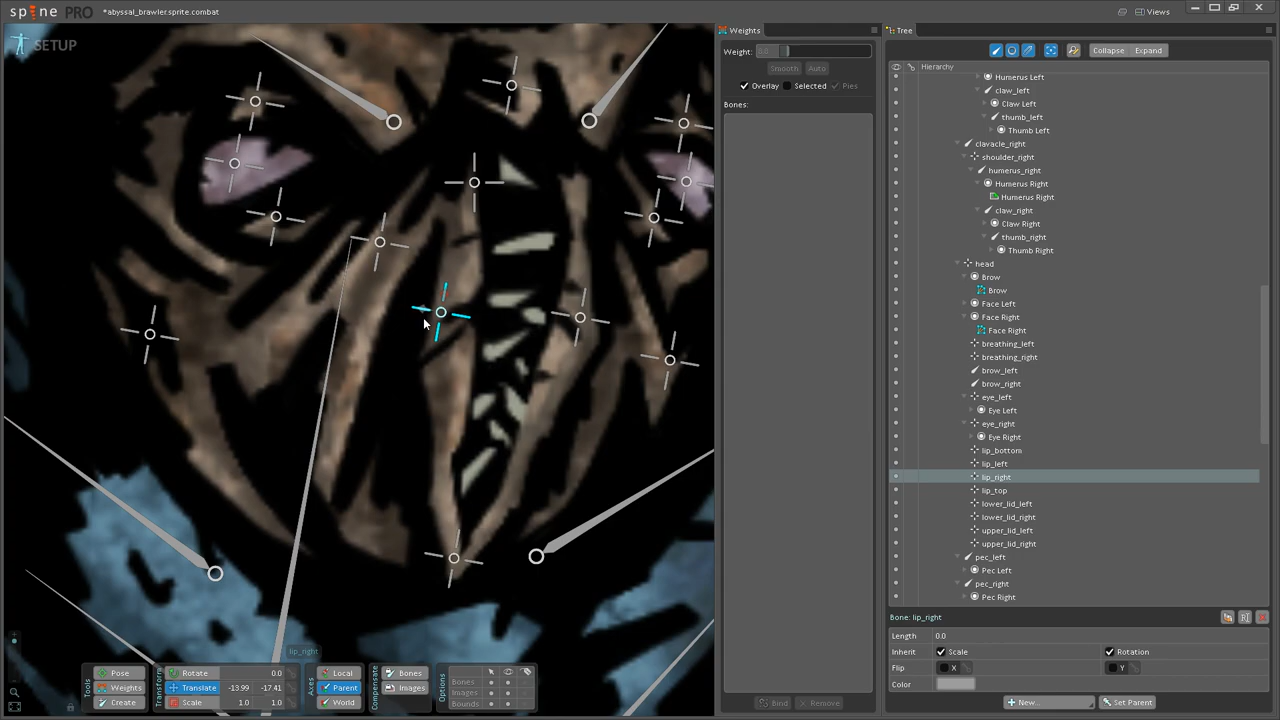 spine PRO *abyssal_brawler.sprite.combat Views
SETUP
Weights
Weight: 0.0
Smooth Auto
Overlay Selected Pies
Bones:
Bind Remove
Tree
Collapse Expand
Hierarchy
Humerus Left
claw_left
Claw Left
thumb_left
Thumb Left
clavacle_right
shoulder_right
humerus_right
Humerus Right
Humerus Right
claw_right
Claw Right
thumb_right
Thumb Right
head
Brow
Brow
Face Left
Face Right
Face Right
breathing_left
breathing_right
brow_left
brow_right
eye_left
Eye Left
eye_right
Eye Right
lip_bottom
lip_left
lip_right
lip_top
lower_lid_left
lower_lid_right
upper_lid_left
upper_lid_right
pec_left
Pec Left
pec_right
Pec Right
Bone: lip_right
Length 0.0
Inherit Scale Rotation
Flip X Y
Color
New... Set Parent
lip_right
Tools
Pose
Weights
Create
Transform
Rotate 0.0
Translate -13.99 -17.41
Scale 1.0 1.0
Axes
Local
Parent
World
Compensate
Bones
Images
Options
Bones
Images
Bounds